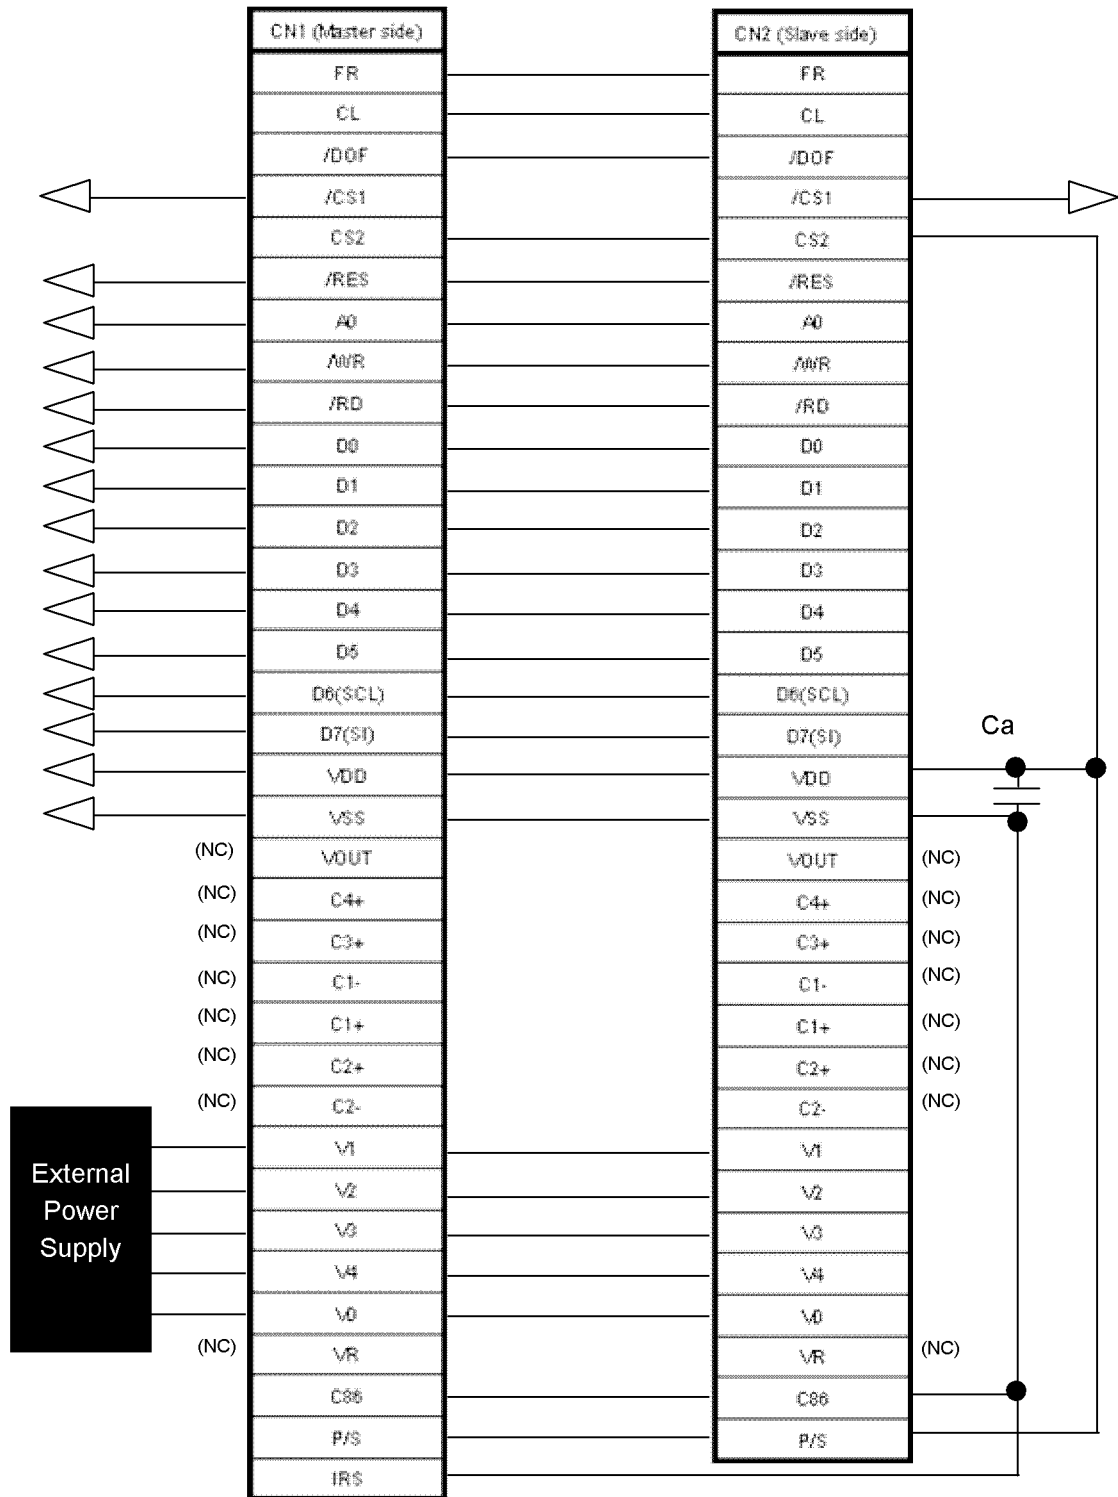 CN1 (Master side)
FR
CL
/DOF
/CS1
CS2
/RES
A0
/WR
/RD
D0
D1
D2
D3
D4
D5
D6(SCL)
D7(SI)
VDD
VSS
VOUT
C4+
C3+
C1-
C1+
C2+
C2-
V1
V2
V3
V4
V0
VR
C86
P/S
IRS
(NC)
(NC)
(NC)
(NC)
(NC)
(NC)
(NC)
(NC)
External
Power
Supply
CN2 (Slave side)
FR
CL
/DOF
/CS1
CS2
/RES
A0
/WR
/RD
D0
D1
D2
D3
D4
D5
D6(SCL)
D7(SI)
VDD
VSS
VOUT
C4+
C3+
C1-
C1+
C2+
C2-
V1
V2
V3
V4
V0
VR
C86
P/S
Ca
(NC)
(NC)
(NC)
(NC)
(NC)
(NC)
(NC)
(NC)